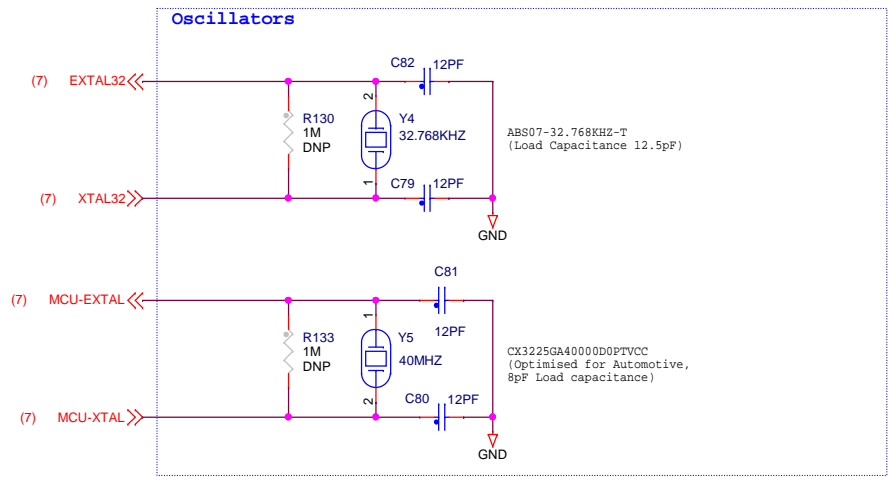 Oscillators
C82 12PF
(7) EXTAL32
2
R130
1M
DNP
Y4
32.768KHZ
ABS07-32.768KHZ-T
(Load Capacitance 12.5pF)
1
C79 12PF
(7) XTAL32
GND
C81
(7) MCU-EXTAL
1
12PF
R133
1M
DNP
Y5
40MHZ
CX3225GA40000D0PTVCC
(Optimised for Automotive,
8pF Load capacitance)
2
C80 12PF
(7) MCU-XTAL
GND